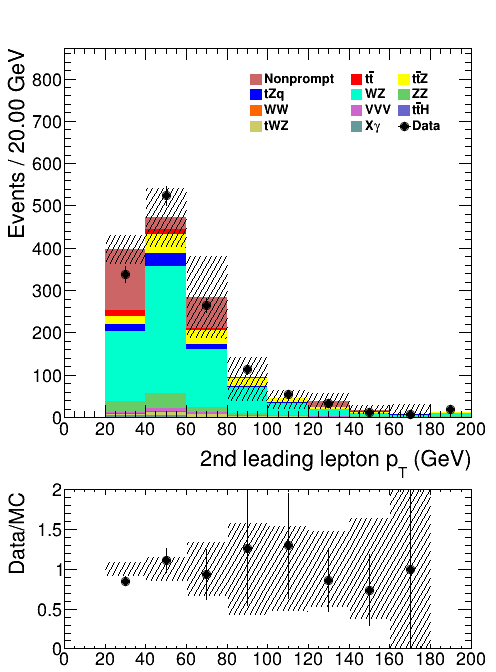 Events / 20.00 GeV
800
700
600
500
400
300
200
100
0
Nonprompt tt̄ tt̄Z
tZq WZ ZZ
WW VVV tt̄H
tWZ Xγ Data
0 20 40 60 80 100 120 140 160 180 200
2nd leading lepton p_T (GeV)
Data/MC
2
1.5
1
0.5
0
0 20 40 60 80 100 120 140 160 180 200